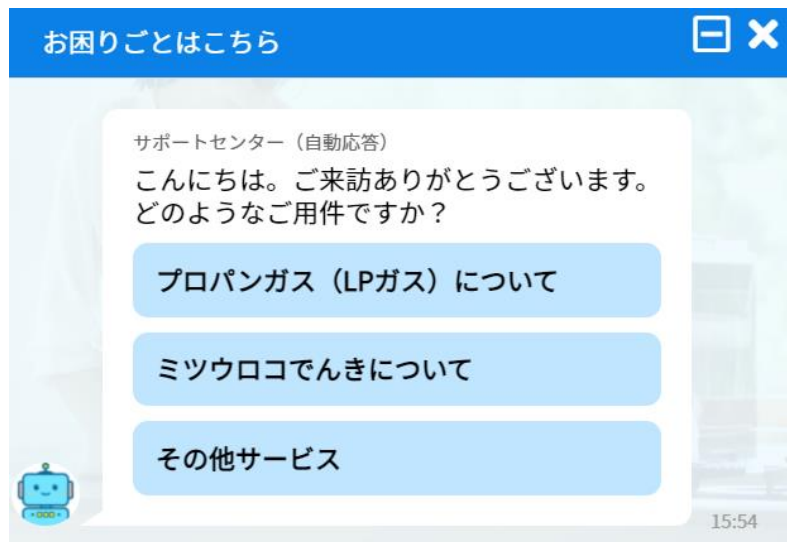 お困りごとはこちら
サポートセンター（自動応答）
こんにちは。ご来訪ありがとうございます。
どのようなご用件ですか？
プロパンガス（LPガス）について
ミツウロコでんきについて
その他サービス
15:54